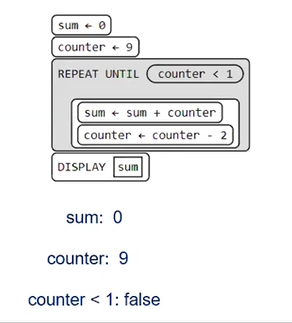 sum ← 0
counter ← 9
REPEAT UNTIL counter < 1
sum ← sum + counter
counter ← counter - 2
DISPLAY sum
sum: 0
counter: 9
counter < 1: false